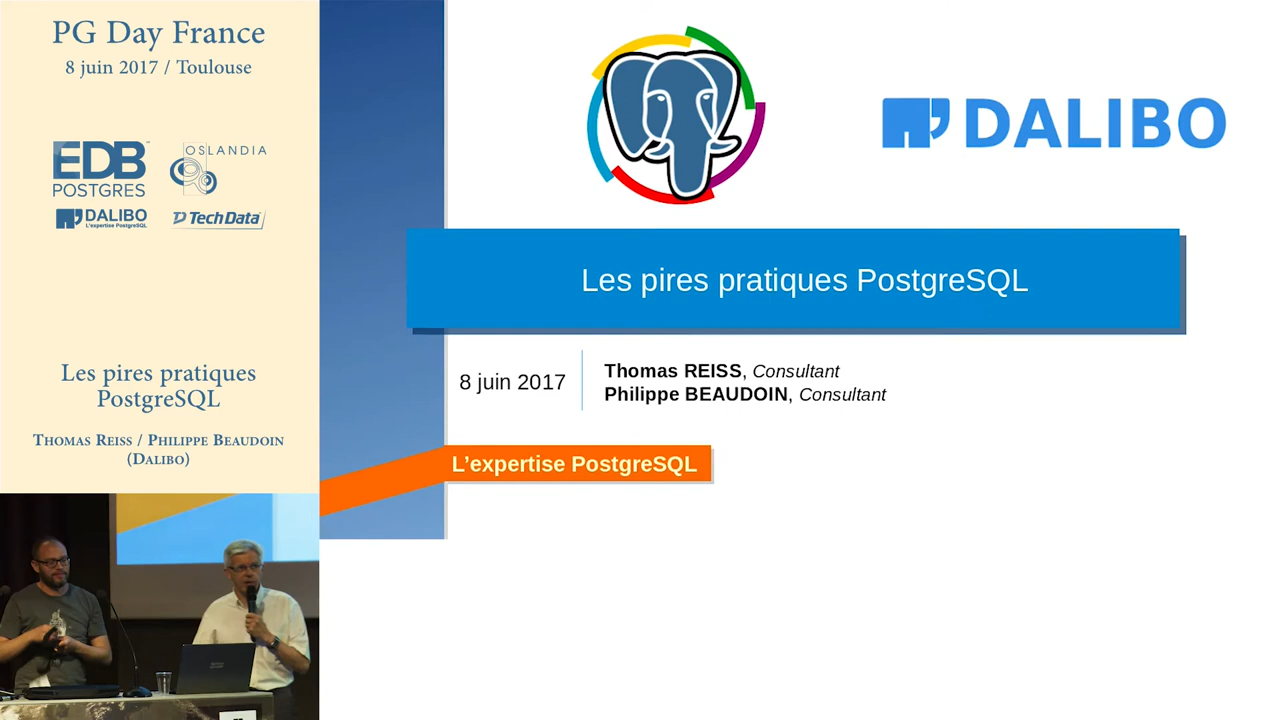 PG Day France
8 juin 2017 / Toulouse
EDB
POSTGRES
OSLANDIA
DALIBO
L'expertise PostgreSQL
TechData
Les pires pratiques
PostgreSQL
Thomas Reiss / Philippe Beaudoin
(Dalibo)
DALIBO
Les pires pratiques PostgreSQL
8 juin 2017
Thomas REISS, Consultant
Philippe BEAUDOIN, Consultant
L’expertise PostgreSQL